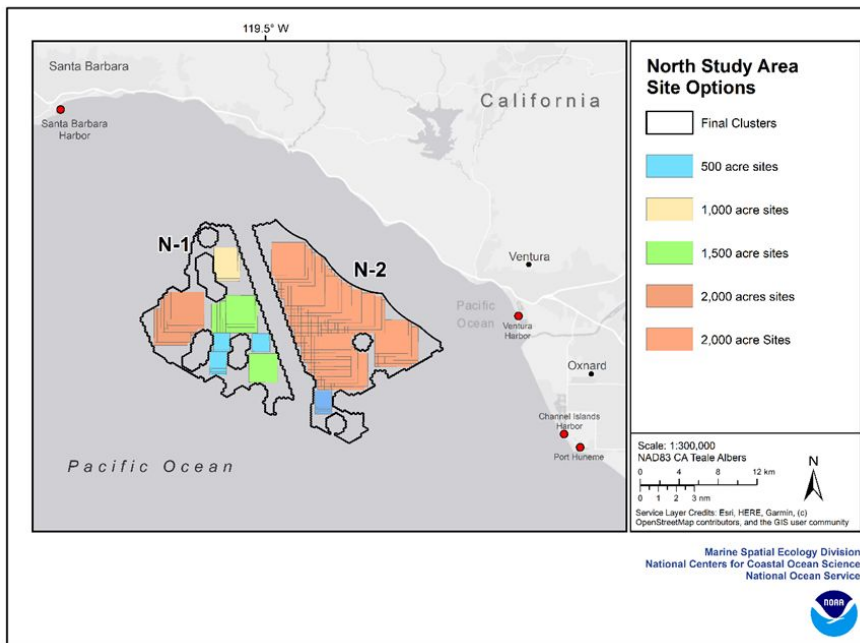 119.5° W
Santa Barbara
Santa Barbara
Harbor
California
N-1
N-2
Ventura
Pacific
Ocean
Ventura
Harbor
Oxnard
Channel Islands
Harbor
Port Huneme
Pacific Ocean
North Study Area
Site Options
Final Clusters
500 acre sites
1,000 acre sites
1,500 acre sites
2,000 acres sites
2,000 acre Sites
Scale: 1:300,000
NAD83 CA Teale Albers
0 4 8 12 km
0 1 2 3 nm
N
Service Layer Credits: Esri, HERE, Garmin, (c)
OpenStreetMap contributors, and the GIS user community
Marine Spatial Ecology Division
National Centers for Coastal Ocean Science
National Ocean Service
NOAA